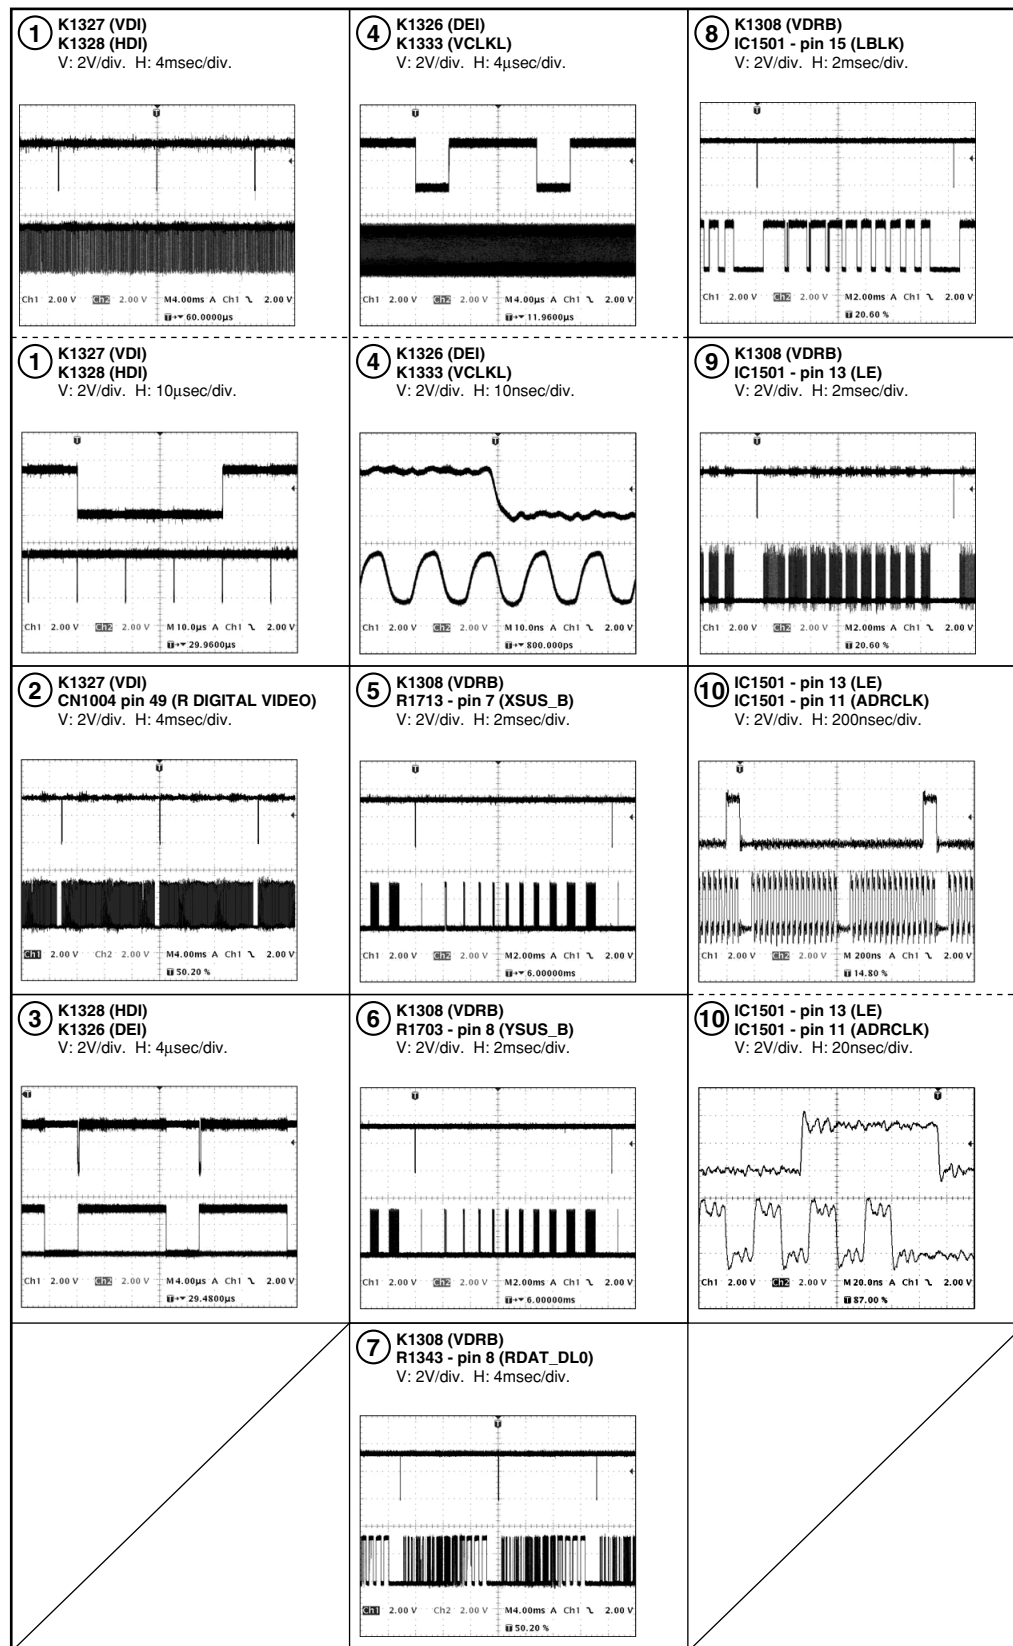 1
K1327 (VDI)
K1328 (HDI)
V: 2V/div. H: 4msec/div.
Ch1 2.00 V Ch2 2.00 V M4.00ms A Ch1 2.00 V
60.0000µs
1
K1327 (VDI)
K1328 (HDI)
V: 2V/div. H: 10µsec/div.
Ch1 2.00 V Ch2 2.00 V M 10.0µs A Ch1 2.00 V
29.9600µs
2
K1327 (VDI)
CN1004 pin 49 (R DIGITAL VIDEO)
V: 2V/div. H: 4msec/div.
Ch1 2.00 V Ch2 2.00 V M4.00ms A Ch1 2.00 V
50.20 %
3
K1328 (HDI)
K1326 (DEI)
V: 2V/div. H: 4µsec/div.
Ch1 2.00 V Ch2 2.00 V M4.00µs A Ch1 2.00 V
29.4800µs
4
K1326 (DEI)
K1333 (VCLKL)
V: 2V/div. H: 4µsec/div.
Ch1 2.00 V Ch2 2.00 V M4.00µs A Ch1 2.00 V
11.9600µs
4
K1326 (DEI)
K1333 (VCLKL)
V: 2V/div. H: 10nsec/div.
Ch1 2.00 V Ch2 2.00 V M10.0ns A Ch1 2.00 V
800.000ps
5
K1308 (VDRB)
R1713 - pin 7 (XSUS_B)
V: 2V/div. H: 2msec/div.
Ch1 2.00 V Ch2 2.00 V M2.00ms A Ch1 2.00 V
6.00000ms
6
K1308 (VDRB)
R1703 - pin 8 (YSUS_B)
V: 2V/div. H: 2msec/div.
Ch1 2.00 V Ch2 2.00 V M2.00ms A Ch1 2.00 V
6.00000ms
7
K1308 (VDRB)
R1343 - pin 8 (RDAT_DL0)
V: 2V/div. H: 4msec/div.
Ch1 2.00 V Ch2 2.00 V M4.00ms A Ch1 2.00 V
50.20 %
8
K1308 (VDRB)
IC1501 - pin 15 (LBLK)
V: 2V/div. H: 2msec/div.
Ch1 2.00 V Ch2 2.00 V M2.00ms A Ch1 2.00 V
20.60 %
9
K1308 (VDRB)
IC1501 - pin 13 (LE)
V: 2V/div. H: 2msec/div.
Ch1 2.00 V Ch2 2.00 V M2.00ms A Ch1 2.00 V
20.60 %
10
IC1501 - pin 13 (LE)
IC1501 - pin 11 (ADRCLK)
V: 2V/div. H: 200nsec/div.
Ch1 2.00 V Ch2 2.00 V M 200ns A Ch1 2.00 V
14.80 %
10
IC1501 - pin 13 (LE)
IC1501 - pin 11 (ADRCLK)
V: 2V/div. H: 20nsec/div.
Ch1 2.00 V Ch2 2.00 V M20.0ns A Ch1 2.00 V
87.00 %